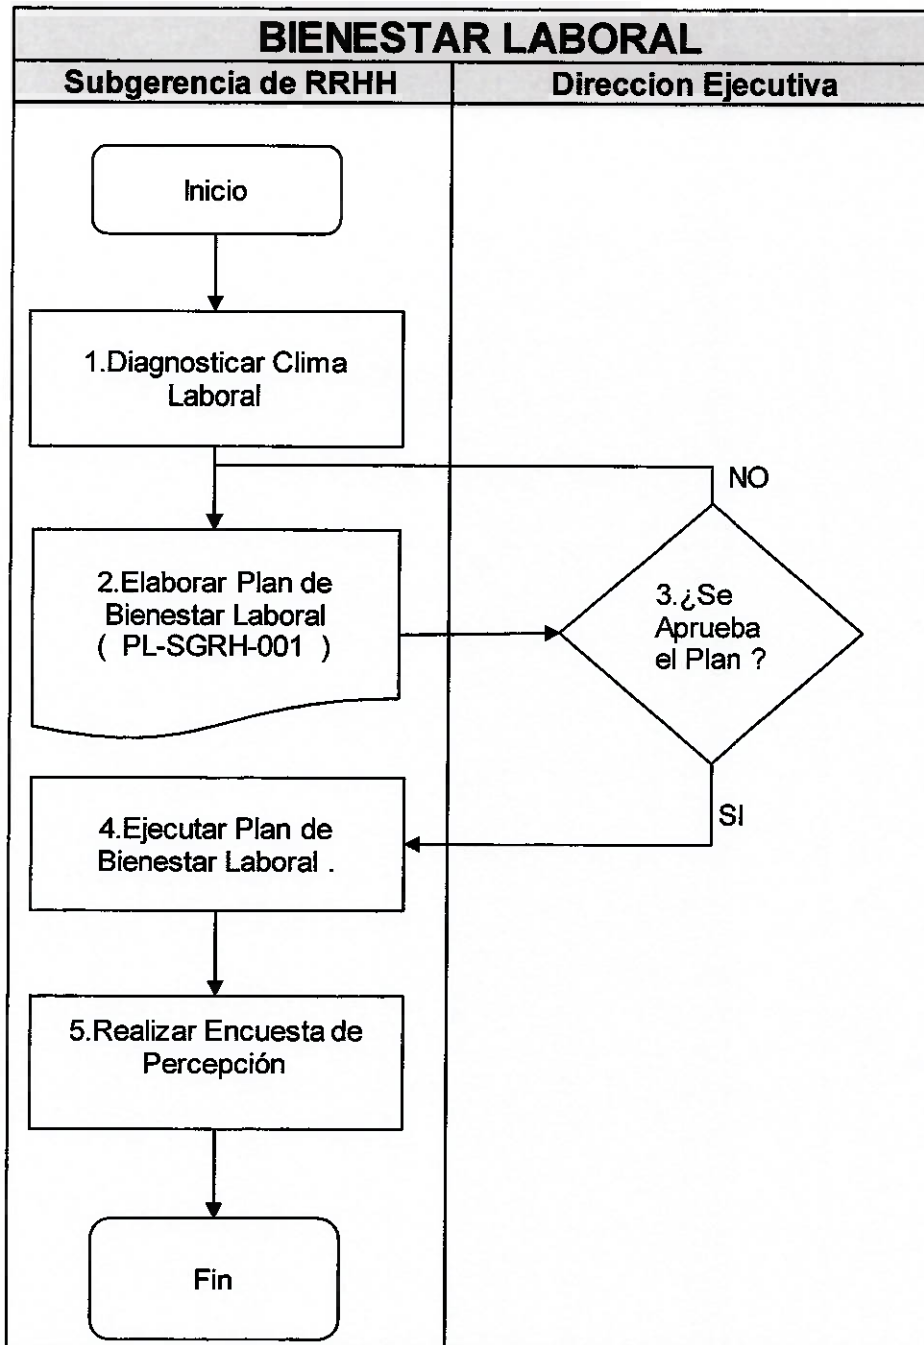 BIENESTAR LABORAL
Subgerencia de RRHH
Direccion Ejecutiva
Inicio
1.Diagnosticar Clima
Laboral
NO
2.Elaborar Plan de
Bienestar Laboral
( PL-SGRH-001 )
3.¿Se
Aprueba
el Plan ?
SI
4.Ejecutar Plan de
Bienestar Laboral .
5.Realizar Encuesta de
Percepción
Fin